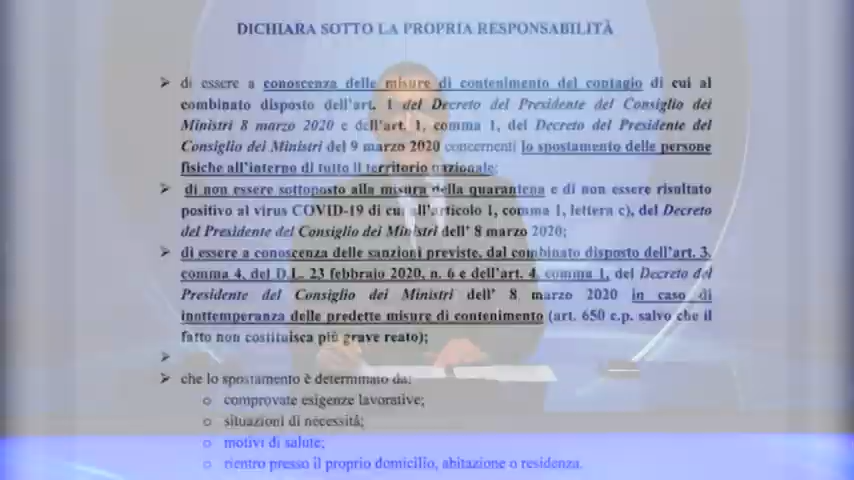 DICHIARA SOTTO LA PROPRIA RESPONSABILITÀ
➢ di essere a conoscenza delle misure di contenimento del contagio di cui al
combinato disposto dell'art. 1 del Decreto del Presidente del Consiglio dei
Ministri 8 marzo 2020 e dell'art. 1, comma 1, del Decreto del Presidente del
Consiglio dei Ministri del 9 marzo 2020 concernenti lo spostamento delle persone
fisiche all'interno di tutto il territorio nazionale;
➢ di non essere sottoposto alla misura della quarantena e di non essere risultato
positivo al virus COVID-19 di cui all'articolo 1, comma 1, lettera c), del Decreto
del Presidente del Consiglio dei Ministri dell' 8 marzo 2020;
➢ di essere a conoscenza delle sanzioni previste, dal combinato disposto dell'art. 3,
comma 4, del D.L. 23 febbraio 2020, n. 6 e dell'art. 4, comma 1, del Decreto del
Presidente del Consiglio dei Ministri dell' 8 marzo 2020 in caso di
inottemperanza delle predette misure di contenimento (art. 650 c.p. salvo che il
fatto non costituisca più grave reato);
➢
➢ che lo spostamento è determinato da:
o comprovate esigenze lavorative;
o situazioni di necessità;
o motivi di salute;
o rientro presso il proprio domicilio, abitazione o residenza.